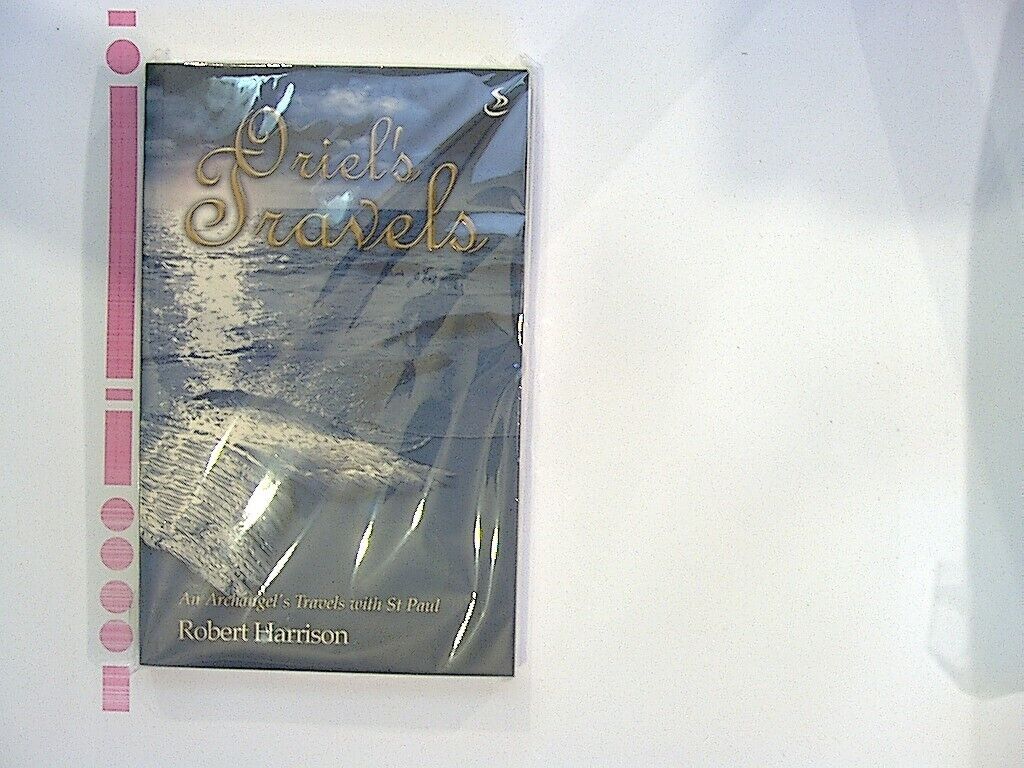 Oriel's
Travels
An Archangel's Travels with St Paul
Robert Harrison